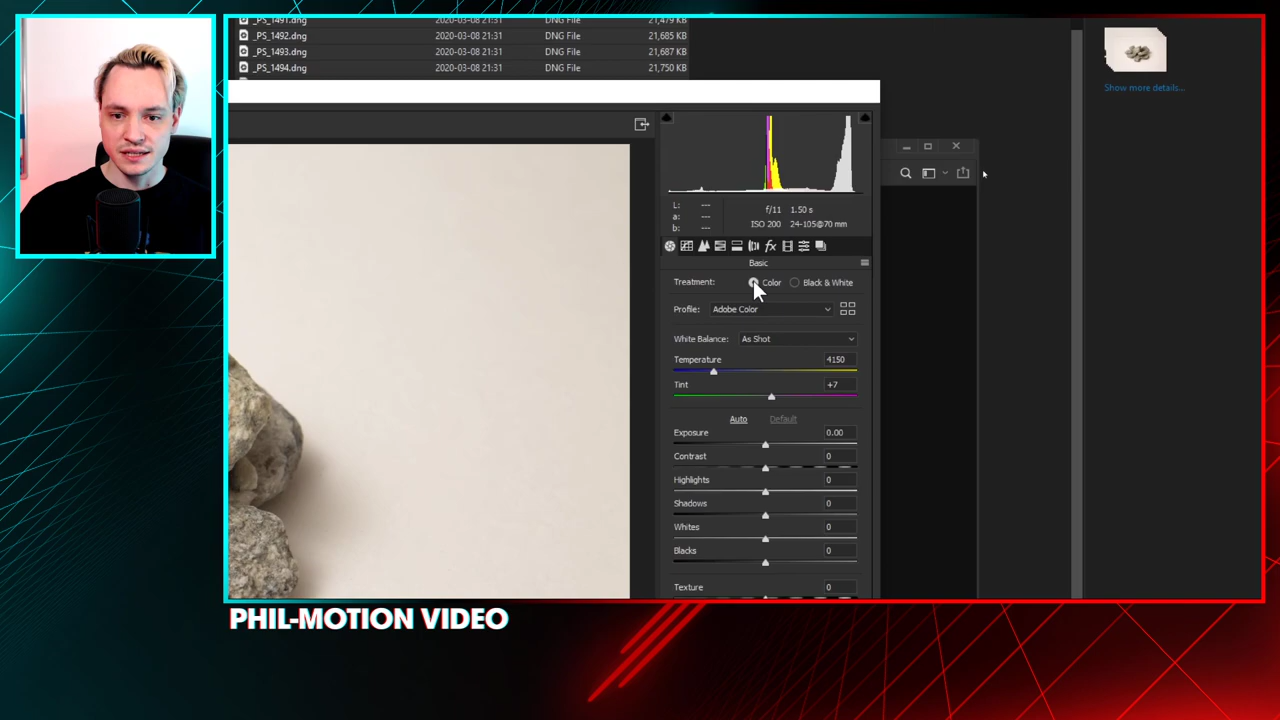 _PS_1491.dng 2020-03-08 21:31 DNG File 21,479 KB
_PS_1492.dng 2020-03-08 21:31 DNG File 21,685 KB
_PS_1493.dng 2020-03-08 21:31 DNG File 21,687 KB
_PS_1494.dng 2020-03-08 21:31 DNG File 21,750 KB
Show more details...
L: ---
a: ---
b: ---
f/11 1.50 s
ISO 200 24-105@70 mm
fx
Basic
Treatment: Color Black & White
Profile: Adobe Color
White Balance: As Shot
Temperature 4150
Tint +7
Auto Default
Exposure 0.00
Contrast 0
Highlights 0
Shadows 0
Whites 0
Blacks 0
Texture 0
PHIL-MOTION VIDEO